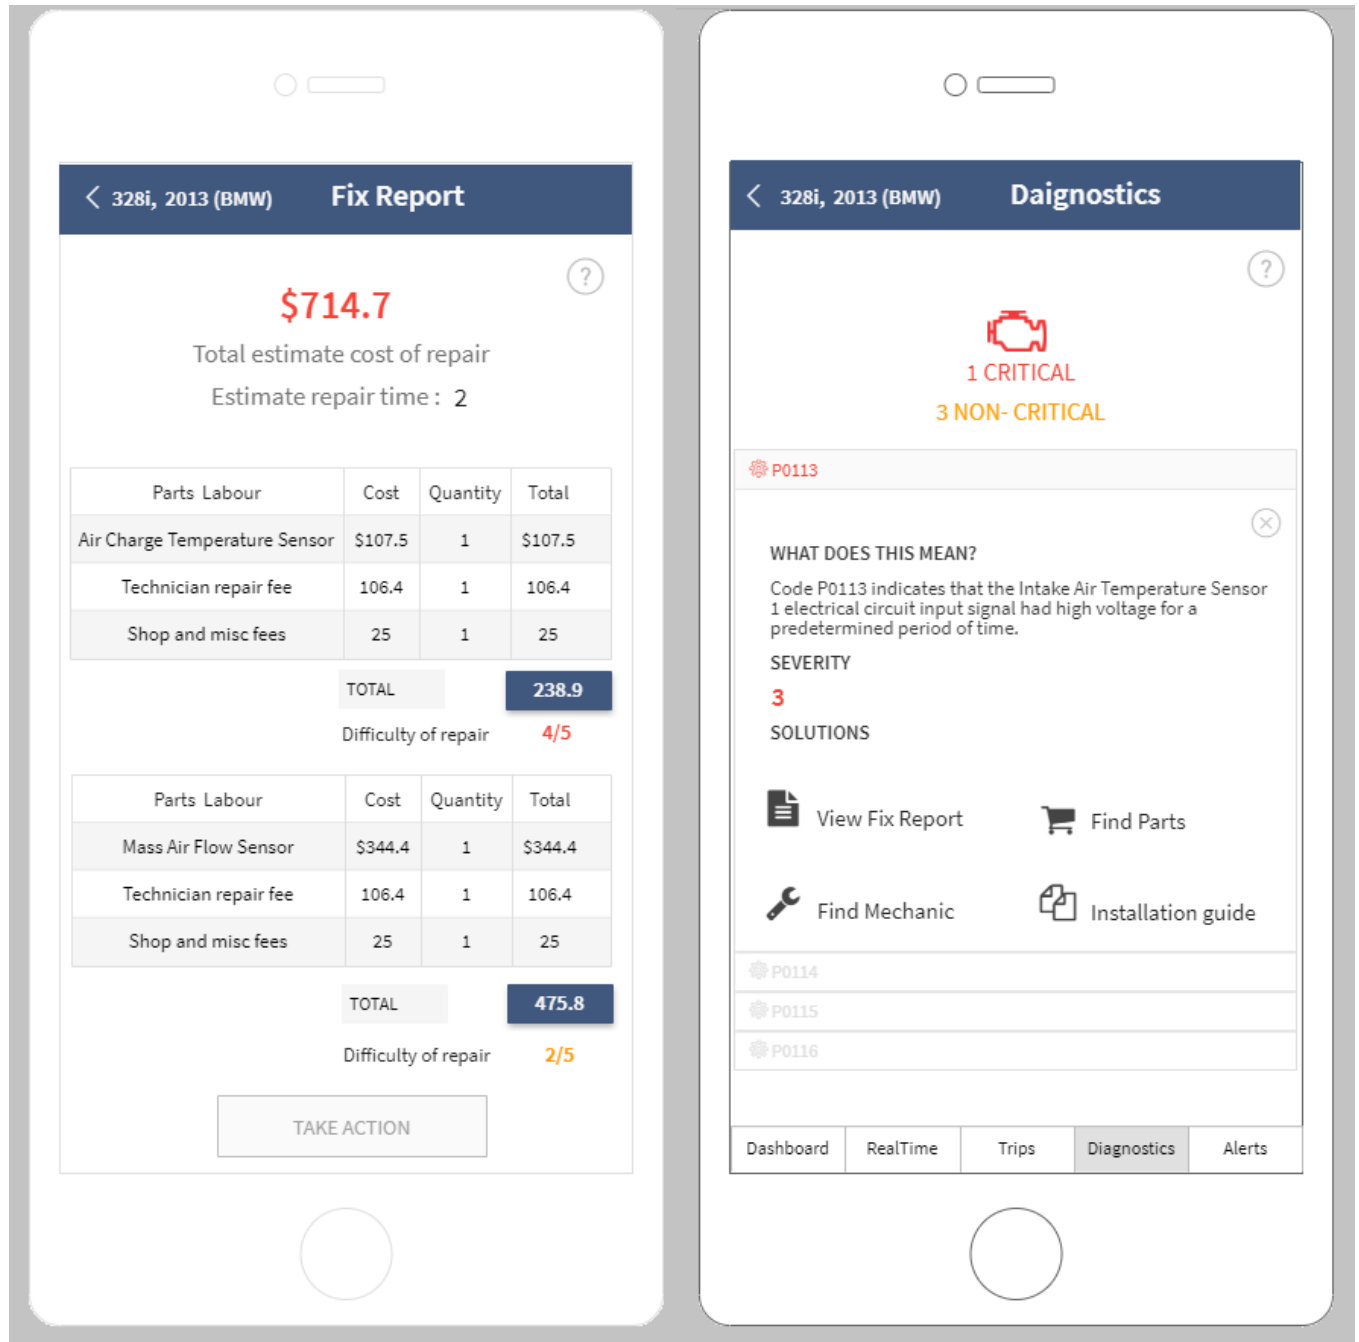 328i, 2013 (BMW) Fix Report
?
$714.7
Total estimate cost of repair
Estimate repair time : 2
Parts Labour Cost Quantity Total
Air Charge Temperature Sensor $107.5 1 $107.5
Technician repair fee 106.4 1 106.4
Shop and misc fees 25 1 25
TOTAL 238.9
Difficulty of repair 4/5
Parts Labour Cost Quantity Total
Mass Air Flow Sensor $344.4 1 $344.4
Technician repair fee 106.4 1 106.4
Shop and misc fees 25 1 25
TOTAL 475.8
Difficulty of repair 2/5
TAKE ACTION
328i, 2013 (BMW) Daignostics
?
1 CRITICAL
3 NON- CRITICAL
P0113
WHAT DOES THIS MEAN?
Code P0113 indicates that the Intake Air Temperature Sensor
1 electrical circuit input signal had high voltage for a
predetermined period of time.
SEVERITY
3
SOLUTIONS
View Fix Report Find Parts
Find Mechanic Installation guide
P0114
P0115
P0116
Dashboard RealTime Trips Diagnostics Alerts